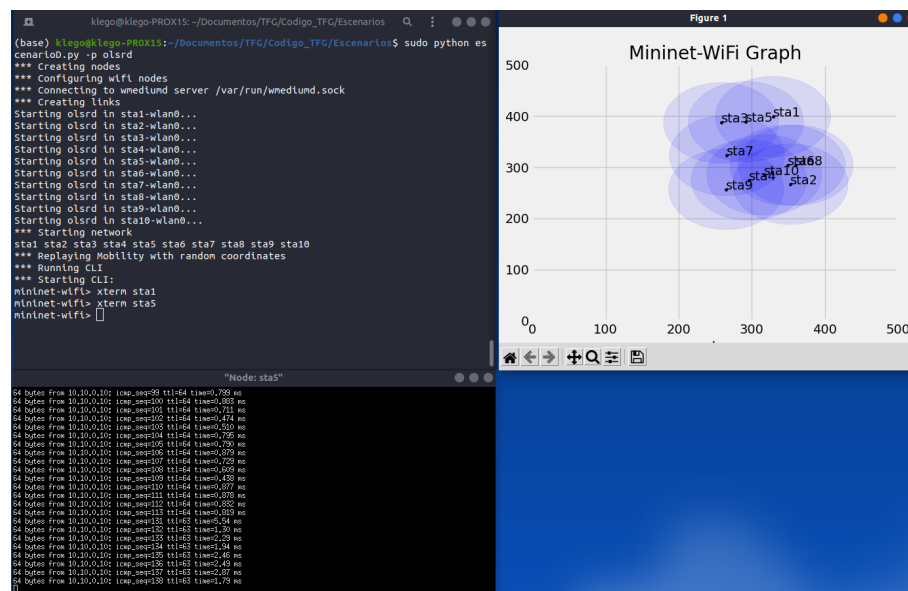 klego@klego-PROX15: ~/Documentos/TFG/Codigo_TFG/Escenarios
(base) klego@klego-PROX15:~/Documentos/TFG/Codigo_TFG/Escenarios$ sudo python es
cenarioD.py -p olsrd
*** Creating nodes
*** Configuring wifi nodes
*** Connecting to wmediumd server /var/run/wmediumd.sock
*** Creating links
Starting olsrd in sta1-wlan0...
Starting olsrd in sta2-wlan0...
Starting olsrd in sta3-wlan0...
Starting olsrd in sta4-wlan0...
Starting olsrd in sta5-wlan0...
Starting olsrd in sta6-wlan0...
Starting olsrd in sta7-wlan0...
Starting olsrd in sta8-wlan0...
Starting olsrd in sta9-wlan0...
Starting olsrd in sta10-wlan0...
*** Starting network
sta1 sta2 sta3 sta4 sta5 sta6 sta7 sta8 sta9 sta10
*** Replaying Mobility with random coordinates
*** Running CLI
*** Starting CLI:
mininet-wifi> xterm sta1
mininet-wifi> xterm sta5
mininet-wifi>
"Node: sta5"
64 bytes from 10.10.0.10: icmp_seq=99 ttl=64 time=0.799 ms
64 bytes from 10.10.0.10: icmp_seq=100 ttl=64 time=0.883 ms
64 bytes from 10.10.0.10: icmp_seq=101 ttl=64 time=0.711 ms
64 bytes from 10.10.0.10: icmp_seq=102 ttl=64 time=0.474 ms
64 bytes from 10.10.0.10: icmp_seq=103 ttl=64 time=0.510 ms
64 bytes from 10.10.0.10: icmp_seq=104 ttl=64 time=0.795 ms
64 bytes from 10.10.0.10: icmp_seq=105 ttl=64 time=0.790 ms
64 bytes from 10.10.0.10: icmp_seq=106 ttl=64 time=0.879 ms
64 bytes from 10.10.0.10: icmp_seq=107 ttl=64 time=0.729 ms
64 bytes from 10.10.0.10: icmp_seq=108 ttl=64 time=0.609 ms
64 bytes from 10.10.0.10: icmp_seq=109 ttl=64 time=0.438 ms
64 bytes from 10.10.0.10: icmp_seq=110 ttl=64 time=0.877 ms
64 bytes from 10.10.0.10: icmp_seq=111 ttl=64 time=0.878 ms
64 bytes from 10.10.0.10: icmp_seq=112 ttl=64 time=0.832 ms
64 bytes from 10.10.0.10: icmp_seq=113 ttl=64 time=0.819 ms
64 bytes from 10.10.0.10: icmp_seq=131 ttl=63 time=5.54 ms
64 bytes from 10.10.0.10: icmp_seq=132 ttl=63 time=1.30 ms
64 bytes from 10.10.0.10: icmp_seq=133 ttl=63 time=2.29 ms
64 bytes from 10.10.0.10: icmp_seq=134 ttl=63 time=1.94 ms
64 bytes from 10.10.0.10: icmp_seq=135 ttl=63 time=2.46 ms
64 bytes from 10.10.0.10: icmp_seq=136 ttl=63 time=2.49 ms
64 bytes from 10.10.0.10: icmp_seq=137 ttl=63 time=2.87 ms
64 bytes from 10.10.0.10: icmp_seq=138 ttl=63 time=1.79 ms
Figure 1
Mininet-WiFi Graph
500
400
300
200
100
0
0 100 200 300 400 500
sta3 sta5 sta1
sta7
sta8
sta4 sta10
sta9 sta2